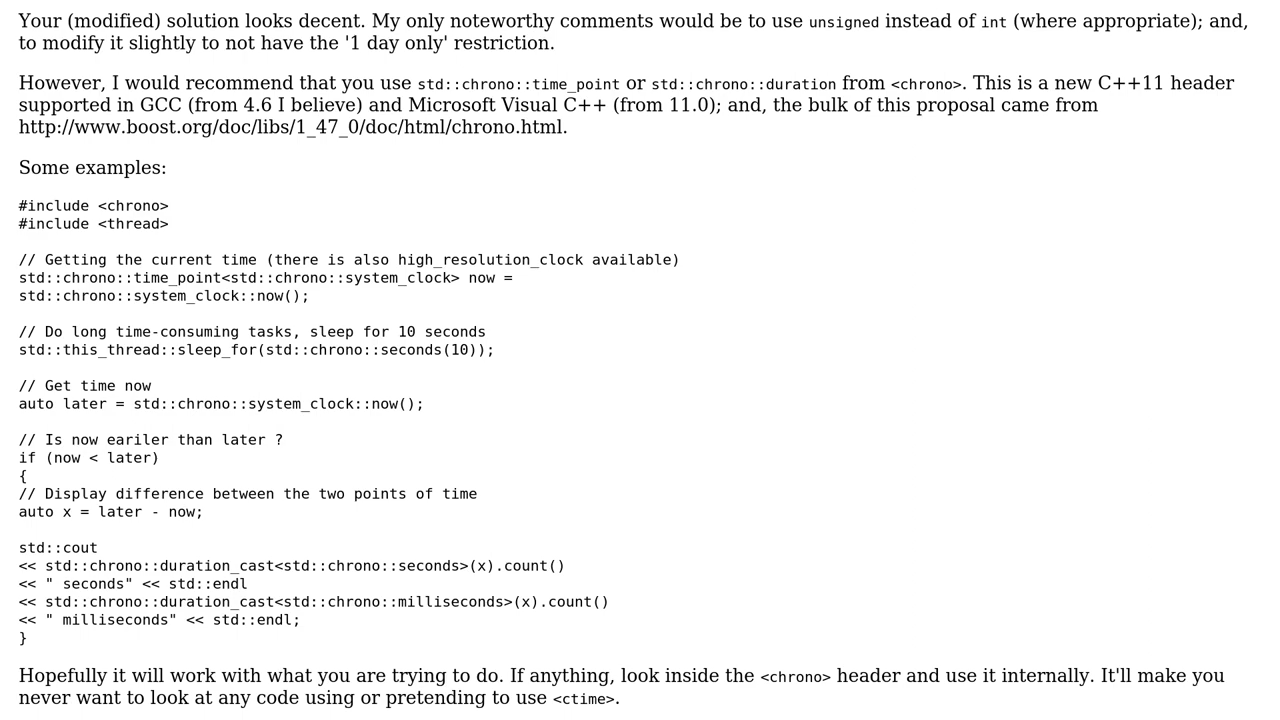 Your (modified) solution looks decent. My only noteworthy comments would be to use unsigned instead of int (where appropriate); and,
to modify it slightly to not have the '1 day only' restriction.
However, I would recommend that you use std::chrono::time_point or std::chrono::duration from <chrono>. This is a new C++11 header
supported in GCC (from 4.6 I believe) and Microsoft Visual C++ (from 11.0); and, the bulk of this proposal came from
http://www.boost.org/doc/libs/1_47_0/doc/html/chrono.html.
Some examples:
#include <chrono>
#include <thread>
// Getting the current time (there is also high_resolution_clock available)
std::chrono::time_point<std::chrono::system_clock> now =
std::chrono::system_clock::now();
// Do long time-consuming tasks, sleep for 10 seconds
std::this_thread::sleep_for(std::chrono::seconds(10));
// Get time now
auto later = std::chrono::system_clock::now();
// Is now eariler than later ?
if (now < later)
{
// Display difference between the two points of time
auto x = later - now;
std::cout
<< std::chrono::duration_cast<std::chrono::seconds>(x).count()
<< " seconds" << std::endl
<< std::chrono::duration_cast<std::chrono::milliseconds>(x).count()
<< " milliseconds" << std::endl;
}
Hopefully it will work with what you are trying to do. If anything, look inside the <chrono> header and use it internally. It'll make you
never want to look at any code using or pretending to use <ctime>.